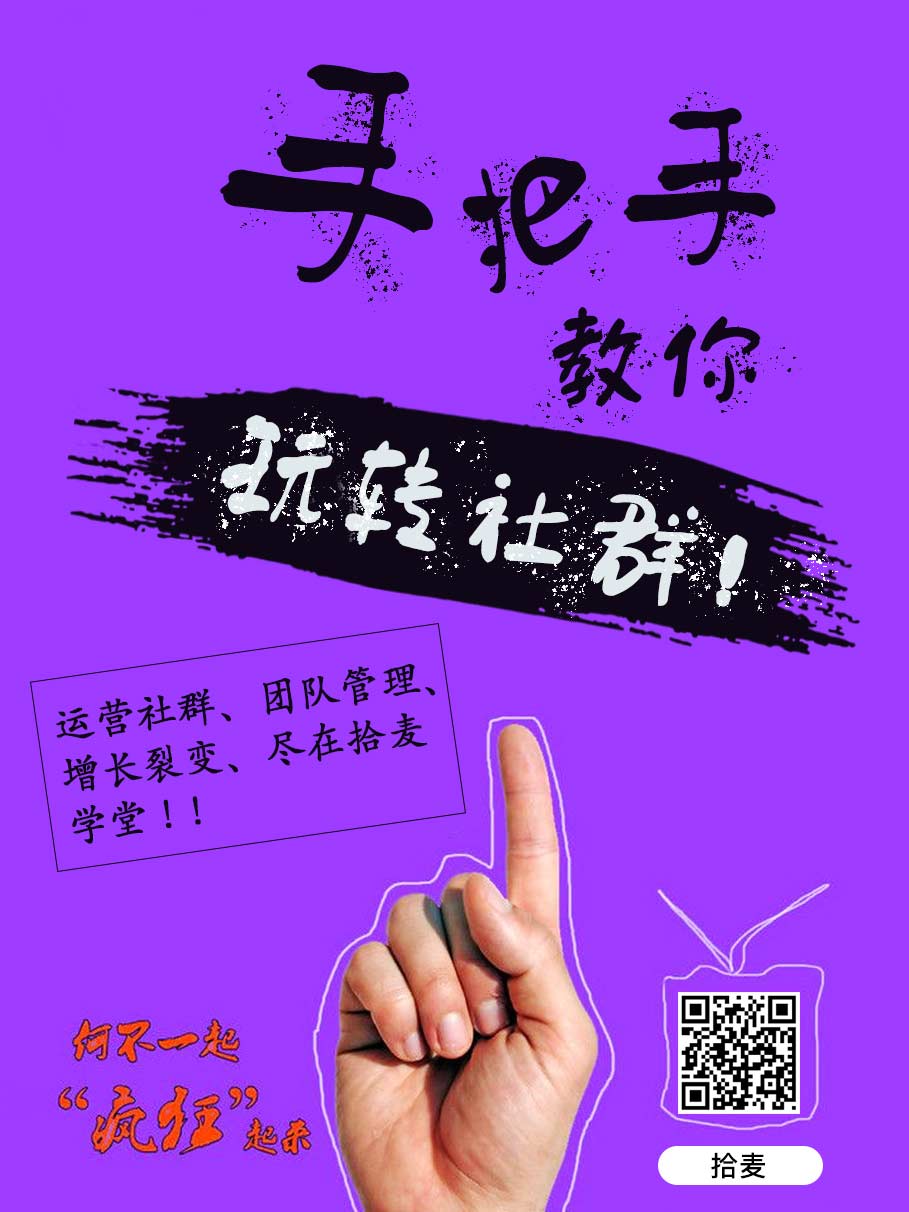 手把手
教你
玩转社群！
运营社群、团队管理、
增长裂变、尽在拾麦
学堂！！
何不一起
“疯狂”起来
拾麦